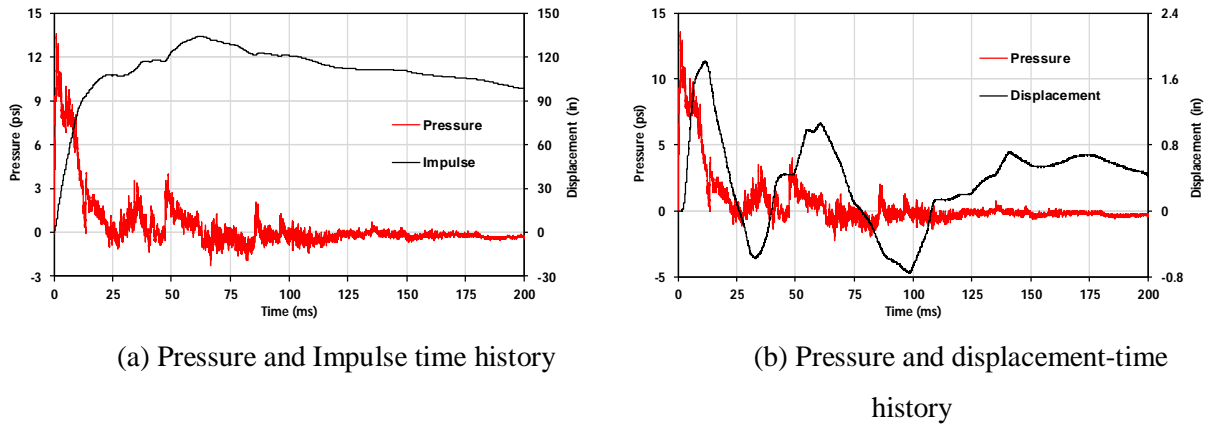 15
12
9
6
3
0
-3
Pressure (psi)
150
120
90
60
30
0
-30
Displacement (in)
Pressure
Impulse
0 25 50 75 100 125 150 175 200
Time (ms)
(a) Pressure and Impulse time history
15
10
5
0
-5
Pressure (psi)
2.4
1.6
0.8
0
-0.8
Displacement (in)
Pressure
Displacement
0 25 50 75 100 125 150 175 200
Time (ms)
(b) Pressure and displacement-time
history